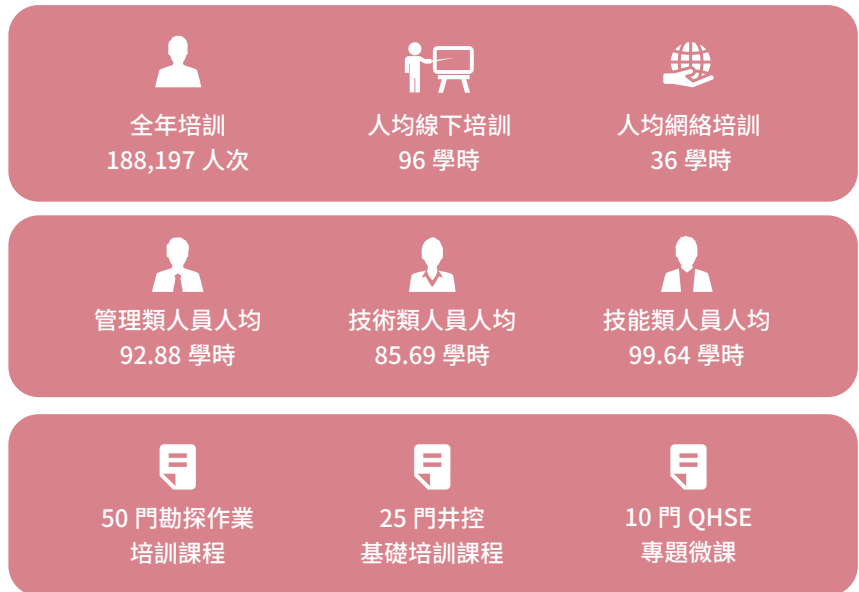 全年培訓
188,197 人次
人均線下培訓
96 學時
人均網絡培訓
36 學時
管理類人員人均
92.88 學時
技術類人員人均
85.69 學時
技能類人員人均
99.64 學時
50 門勘探作業
培訓課程
25 門井控
基礎培訓課程
10 門 QHSE
專題微課